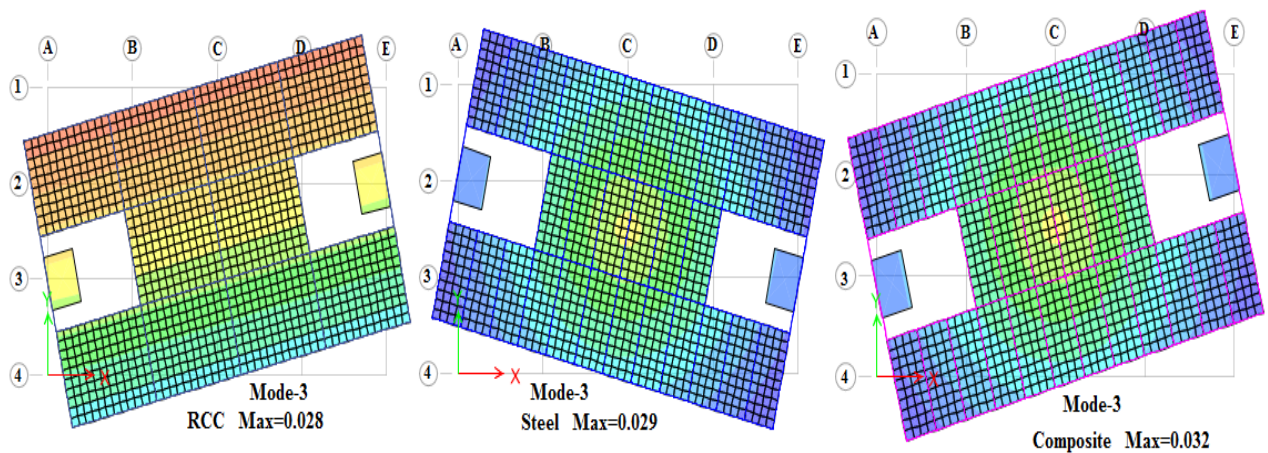 A B C D E
1
2
3
4
Y
X
Mode-3
RCC Max=0.028
A B C D E
1
2
3
4
Y
X
Mode-3
Steel Max=0.029
A B C D E
1
2
3
4
Y
X
Mode-3
Composite Max=0.032